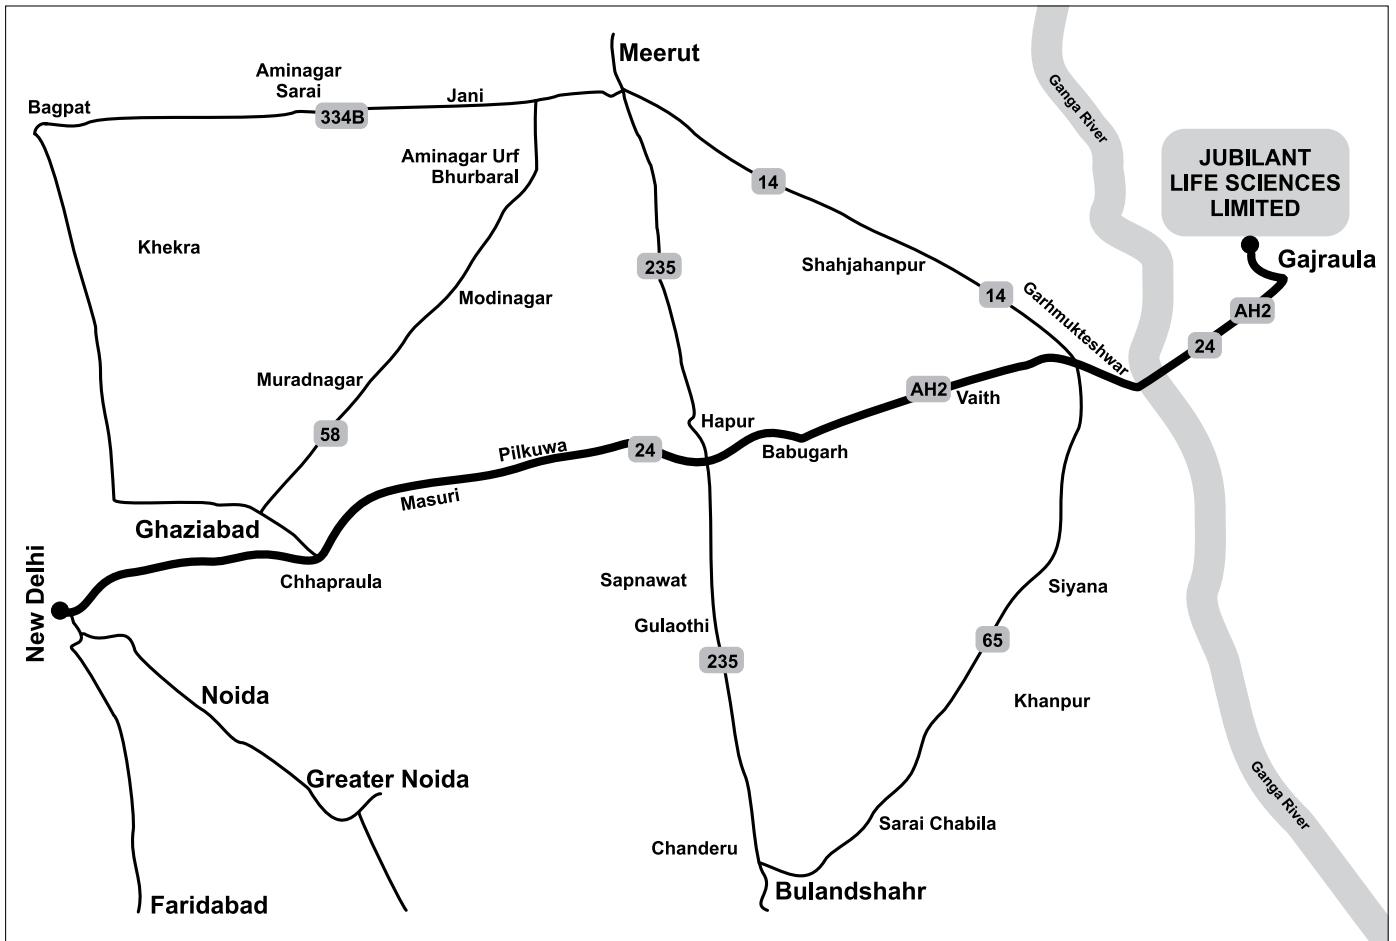 Meerut
Aminagar
Sarai
Jani
Bagpat
334B
Ganga River
Aminagar Urf
Bhurbaral
JUBILANT
LIFE SCIENCES
LIMITED
14
Khekra
Shahjahanpur
235
Gajraula
Modinagar
14
Garhmukteshwar
AH2
24
Muradnagar
AH2
Vaith
58
Hapur
Pilkuwa
24
Babugarh
Masuri
Ghaziabad
New Delhi
Chhapraula
Sapnawat
Siyana
Gulaothi
65
235
Noida
Khanpur
Greater Noida
Ganga River
Sarai Chabila
Chanderu
Bulandshahr
Faridabad